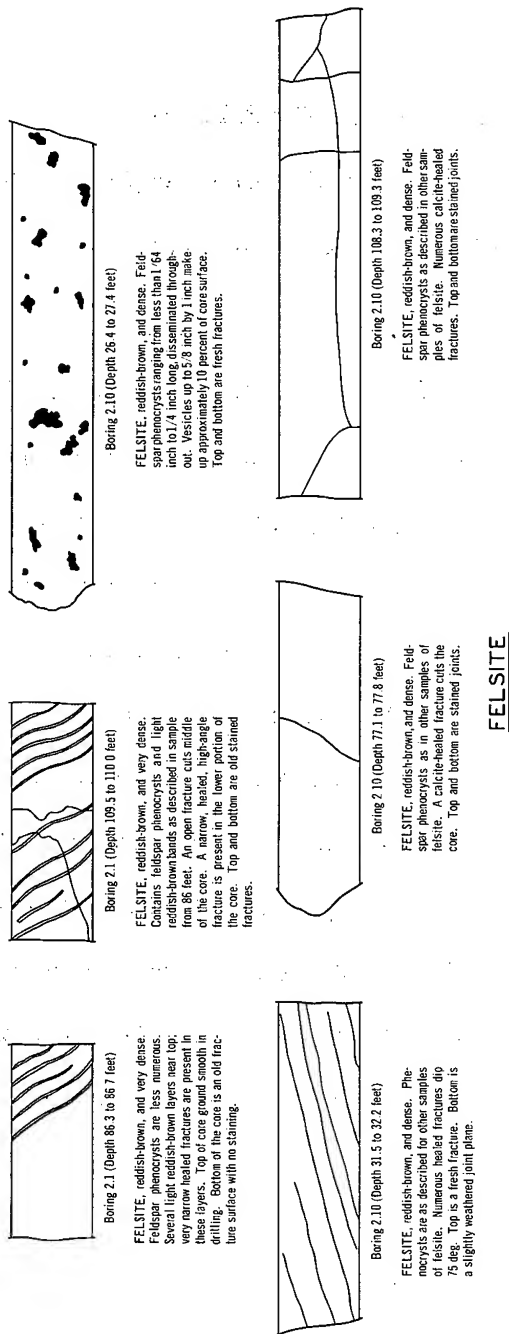 Boring 2.1 (Depth 86.3 to 86.7 feet)
FELSITE, reddish-brown, and very dense.
Feldspar phenocrysts are less numerous.
Several light reddish-brown layers near top;
very narrow healed fractures are present in
these layers. Top of core ground smooth in
drilling. Bottom of the core is an old frac-
ture surface with no staining.
Boring 2.1 (Depth 109.5 to 110.0 feet)
FELSITE, reddish-brown, and very dense.
Contains feldspar phenocrysts and light
reddish-brown bands as described in sample
from 86 feet. An open fracture cuts middle
of the core. A narrow, healed, high-angle
fracture is present in the lower portion of
the core. Top and bottom are old stained
fractures.
Boring 2.10 (Depth 26.4 to 27.4 feet)
FELSITE, reddish-brown, and dense. Feld-
spar phenocrysts ranging from less than 1/64
inch to 1/4 inch long, disseminated through-
out. Vesicles up to 5/8 inch by 1 inch make-
up approximately 10 percent of core surface.
Top and bottom are fresh fractures.
Boring 2.10 (Depth 31.5 to 32.2 feet)
FELSITE, reddish-brown, and dense. Phe-
nocrysts are as described for other samples
of felsite. Numerous healed fractures dip
75 deg. Top is a fresh fracture. Bottom is
a slightly weathered joint plane.
Boring 2 10 (Depth 77.1 to 77.8 feet)
FELSITE, reddish-brown, and dense. Feld-
spar phenocrysts as in other samples of
felsite. A calcite-healed fracture cuts the
core. Top and bottom are stained joints.
Boring 2.10 (Depth 108.3 to 109.3 feet)
FELSITE, reddish-brown, and dense. Feld-
spar phenocrysts as described in other sam-
ples of felsite. Numerous calcite-healed
fractures. Top and bottom are stained joints.
FELSITE